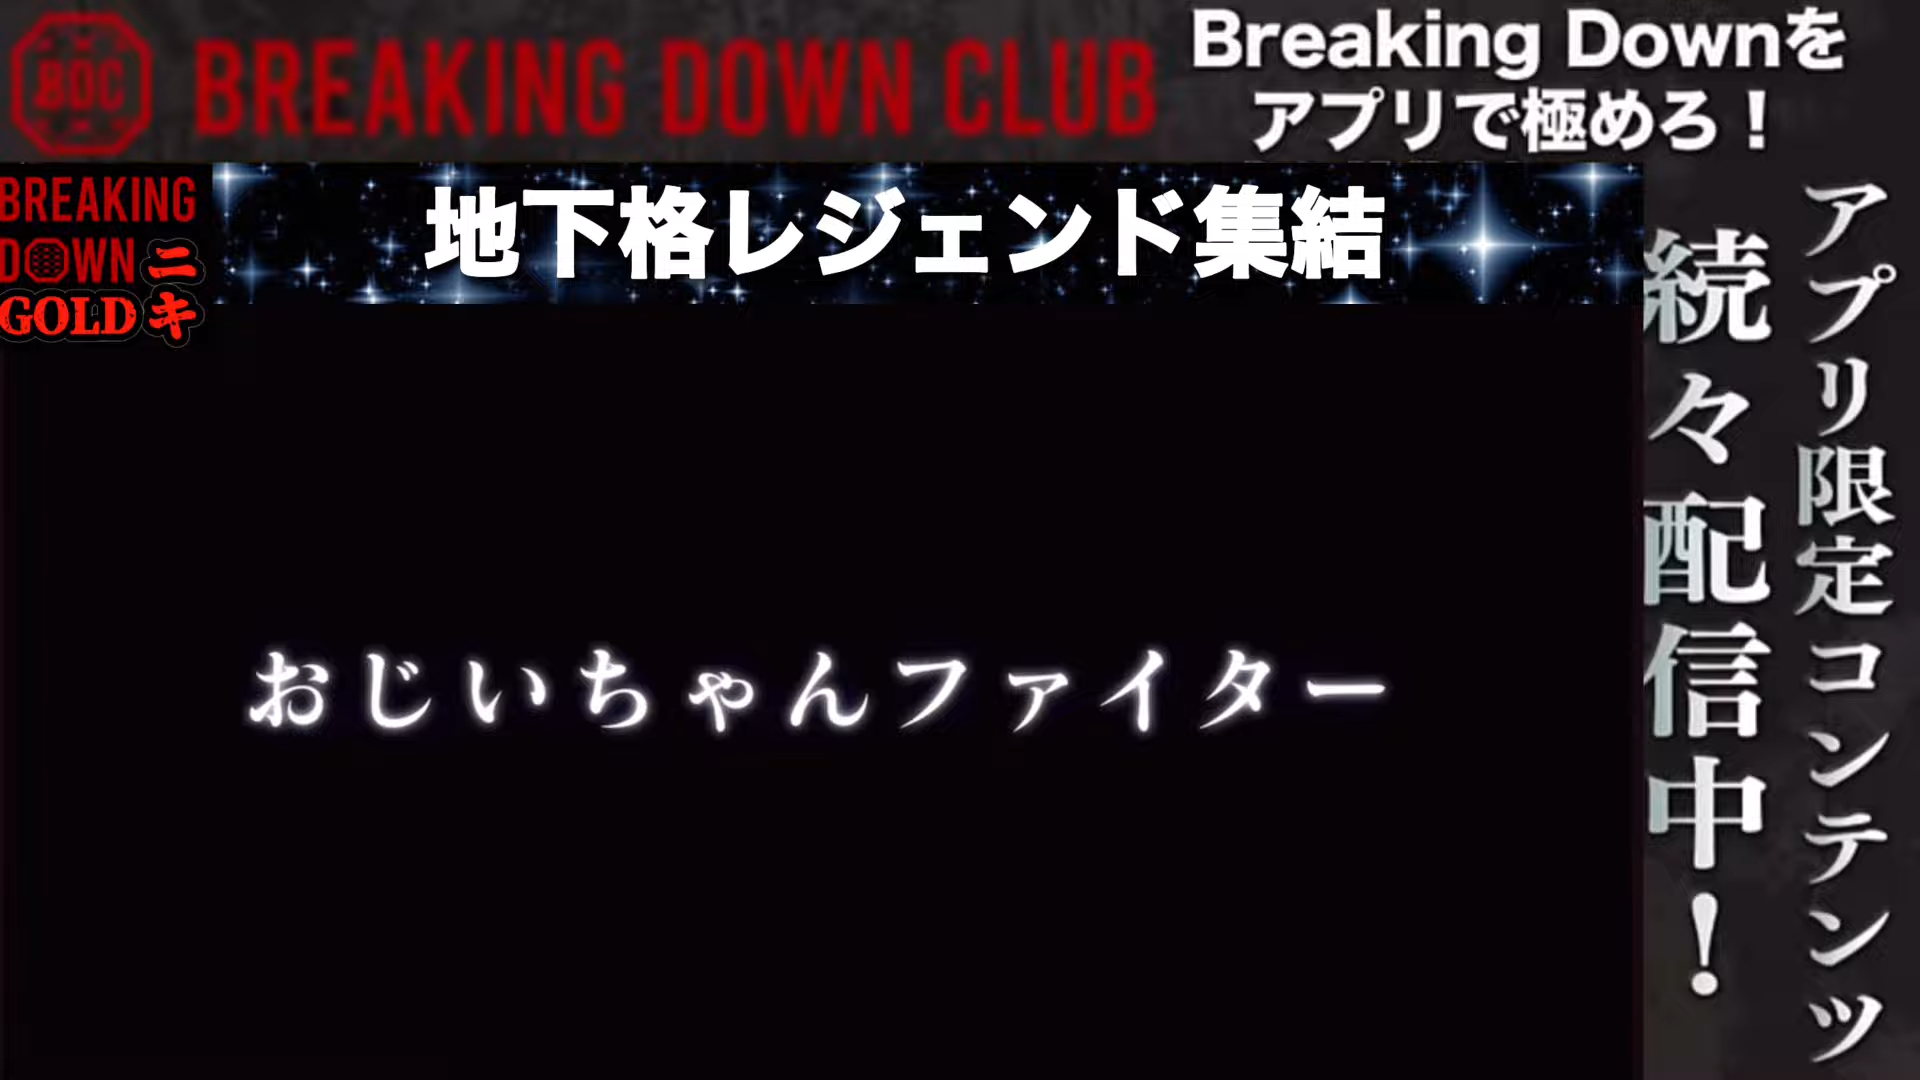 BDC
BREAKING DOWN CLUB
Breaking Downを
アプリで極めろ！
BREAKING
DOWN
GOLD
ニキ
地下格レジェンド集結
おじいちゃんファイター
アプリ限定コンテンツ
続々配信中！